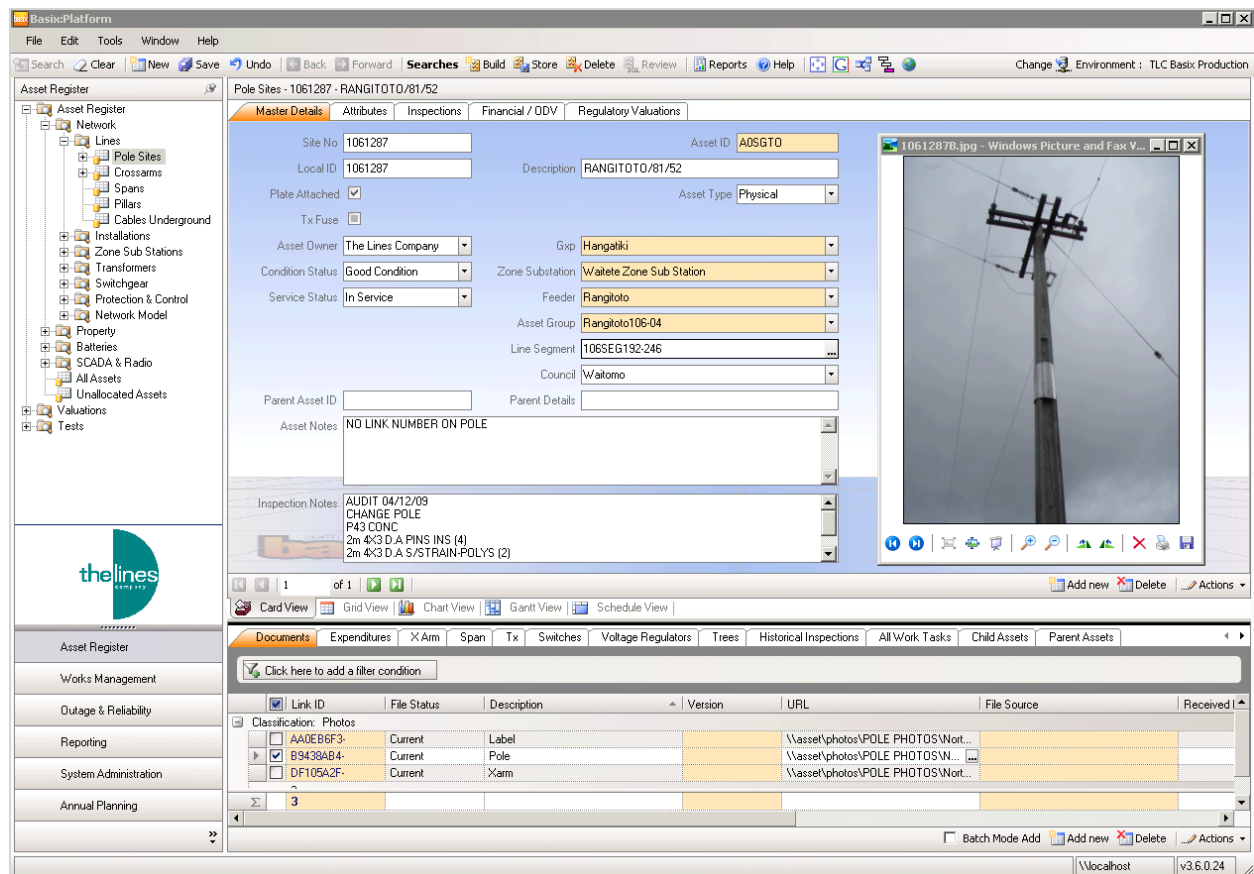 Basix:Platform
File Edit Tools Window Help
Search Clear New Save Undo Back Forward Searches Build Store Delete Review Reports Help Change Environment : TLC Basix Production
Asset Register
Asset Register
Network
Lines
Pole Sites
Crossarms
Spans
Pillars
Cables Underground
Installations
Zone Sub Stations
Transformers
Switchgear
Protection & Control
Network Model
Property
Batteries
SCADA & Radio
All Assets
Unallocated Assets
Valuations
Tests
thelines
company
Asset Register
Works Management
Outage & Reliability
Reporting
System Administration
Annual Planning
Pole Sites - 1061287 - RANGITOTO/81/52
Master Details Attributes Inspections Financial / ODV Regulatory Valuations
Site No 1061287 Asset ID A0SGTO
Local ID 1061287 Description RANGITOTO/81/52
Plate Attached Asset Type Physical
Tx Fuse
Asset Owner The Lines Company Gxp Hangatiki
Condition Status Good Condition Zone Substation Waitete Zone Sub Station
Service Status In Service Feeder Rangitoto
Asset Group Rangitoto106-04
Line Segment 106SEG192-246 ...
Council Waitomo
Parent Asset ID Parent Details
Asset Notes NO LINK NUMBER ON POLE
Inspection Notes AUDIT 04/12/09
CHANGE POLE
P43 CONC
2m 4X3 D.A PINS INS (4)
2m 4X3 D.A S/STRAIN-POLYS (2)
1061287B.jpg - Windows Picture and Fax V...
1 of 1 Add new Delete Actions
Card View Grid View Chart View Gantt View Schedule View
Documents Expenditures X Arm Span Tx Switches Voltage Regulators Trees Historical Inspections All Work Tasks Child Assets Parent Assets
Click here to add a filter condition
Link ID File Status Description Version URL File Source Received
Classification: Photos
AA0EB6F3- Current Label \\asset\photos\POLE PHOTOS\Nort...
B9438AB4- Current Pole \\asset\photos\POLE PHOTOS\N... ...
DF105A2F- Current Xarm \\asset\photos\POLE PHOTOS\Nort...
Σ 3
Batch Mode Add Add new Delete Actions
\\localhost v3.6.0.24